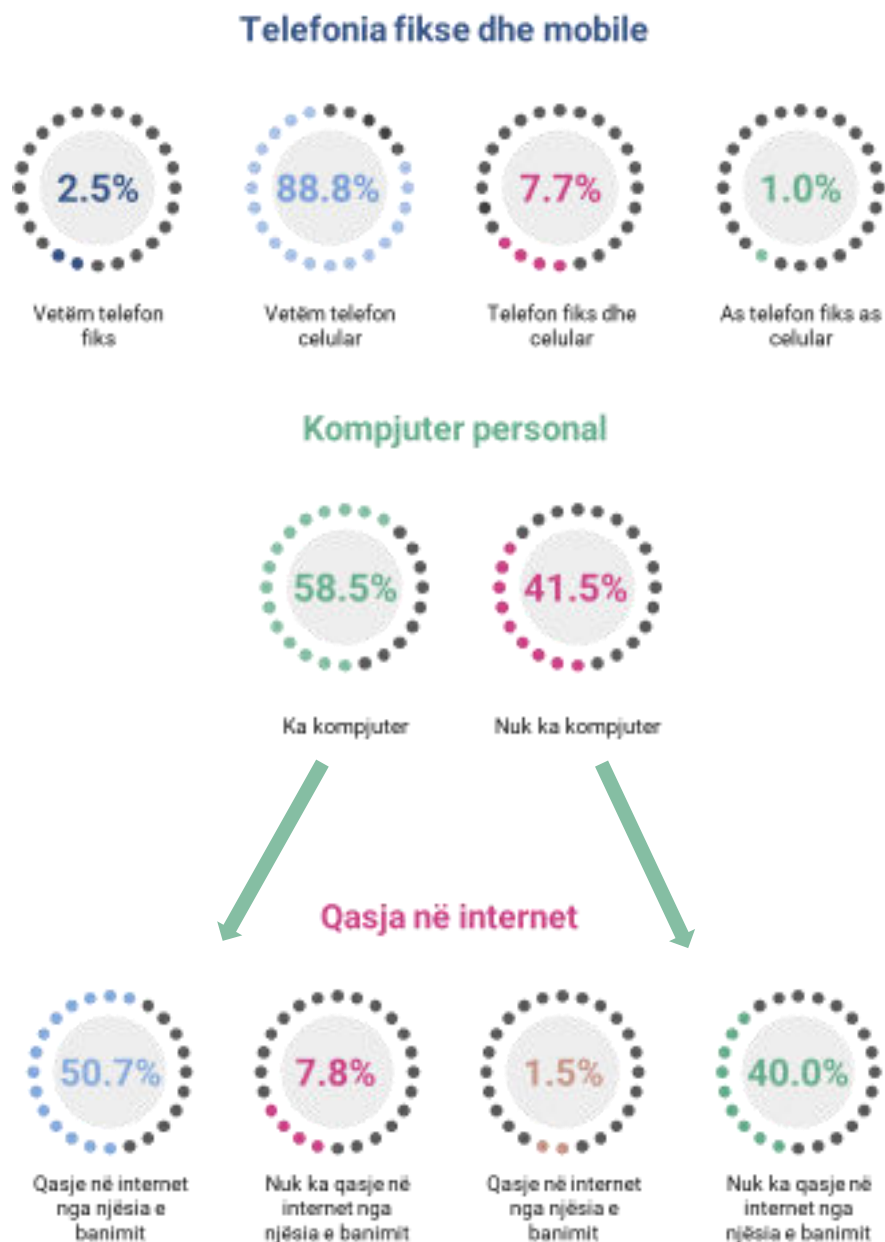 Telefonia fikse dhe mobile
2.5%
88.8%
7.7%
1.0%
Vetëm telefon
fiks
Vetëm telefon
celular
Telefon fiks dhe
celular
As telefon fiks as
celular
Kompjuter personal
58.5%
41.5%
Ka kompjuter
Nuk ka kompjuter
Qasja në internet
50.7%
7.8%
1.5%
40.0%
Qasje në internet
nga njësia e
banimit
Nuk ka qasje në
internet nga
njësia e banimit
Qasje në internet
nga njësia e
banimit
Nuk ka qasje në
internet nga
njësia e banimit